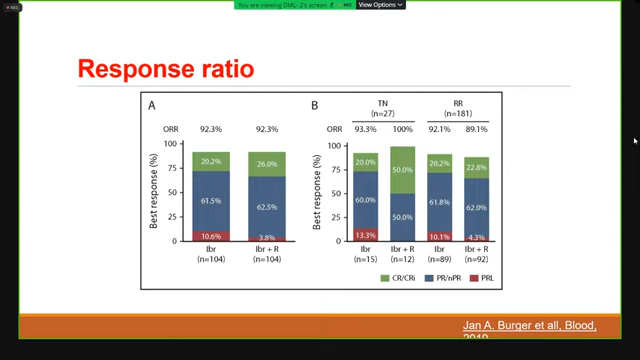 REC
You are viewing DML-2's screen
REC
View Options
Response ratio
A
ORR 92.3% 92.3%
100
75
50
25
0
Best response (%)
20.2% 26.0%
61.5% 62.5%
10.6% 3.8%
Ibr Ibr + R
(n=104) (n=104)
B
TN RR
(n=27) (n=181)
ORR 93.3% 100% 92.1% 89.1%
100
75
50
25
0
Best response (%)
20.0% 50.0% 20.2% 22.8%
60.0% 50.0% 61.8% 62.0%
13.3% 10.1% 4.3%
Ibr Ibr + R Ibr Ibr + R
(n=15) (n=12) (n=89) (n=92)
CR/CRi PR/nPR PRL
Jan A. Burger et all, Blood,
2019